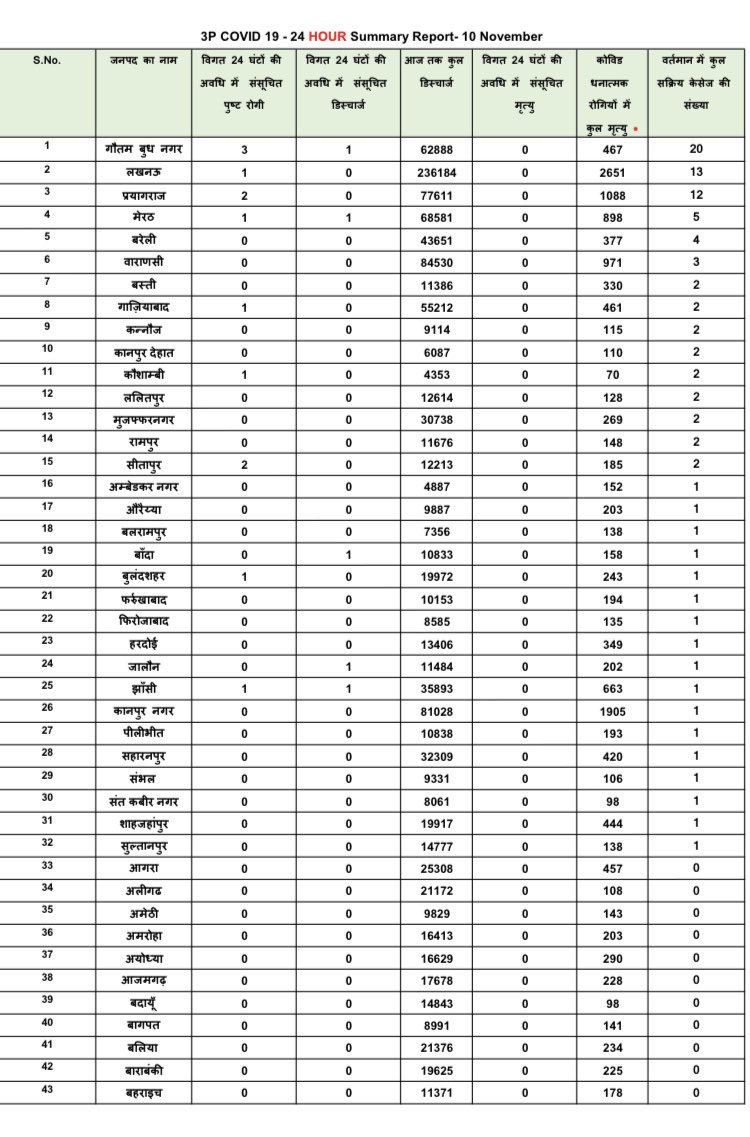 3P COVID 19 - 24 HOUR Summary Report- 10 November
S.No. जनपद का नाम विगत 24 घंटों की अवधि में संसूचित पुष्ट रोगी विगत 24 घंटों की अवधि में संसूचित डिस्चार्ज आज तक कुल डिस्चार्ज विगत 24 घंटों की अवधि में संसूचित मृत्यु कोविड धनात्मक रोगियों में कुल मृत्यु वर्तमान में कुल सक्रिय केसेज की संख्या
1 गौतम बुध नगर 3 1 62888 0 467 20
2 लखनऊ 1 0 236184 0 2651 13
3 प्रयागराज 2 0 77611 0 1088 12
4 मेरठ 1 1 68581 0 898 5
5 बरेली 0 0 43651 0 377 4
6 वाराणसी 0 0 84530 0 971 3
7 बस्ती 0 0 11386 0 330 2
8 गाज़ियाबाद 1 0 55212 0 461 2
9 कन्नौज 0 0 9114 0 115 2
10 कानपुर देहात 0 0 6087 0 110 2
11 कौशाम्बी 1 0 4353 0 70 2
12 ललितपुर 0 0 12614 0 128 2
13 मुजफ्फरनगर 0 0 30738 0 269 2
14 रामपुर 0 0 11676 0 148 2
15 सीतापुर 2 0 12213 0 185 2
16 अम्बेडकर नगर 0 0 4887 0 152 1
17 औरैय्या 0 0 9887 0 203 1
18 बलरामपुर 0 0 7356 0 138 1
19 बाँदा 0 1 10833 0 158 1
20 बुलंदशहर 1 0 19972 0 243 1
21 फर्रुखाबाद 0 0 10153 0 194 1
22 फिरोजाबाद 0 0 8585 0 135 1
23 हरदोई 0 0 13406 0 349 1
24 जालौन 0 1 11484 0 202 1
25 झाँसी 1 1 35893 0 663 1
26 कानपुर नगर 0 0 81028 0 1905 1
27 पीलीभीत 0 0 10838 0 193 1
28 सहारनपुर 0 0 32309 0 420 1
29 संभल 0 0 9331 0 106 1
30 संत कबीर नगर 0 0 8061 0 98 1
31 शाहजहांपुर 0 0 19917 0 444 1
32 सुल्तानपुर 0 0 14777 0 138 1
33 आगरा 0 0 25308 0 457 0
34 अलीगढ 0 0 21172 0 108 0
35 अमेठी 0 0 9829 0 143 0
36 अमरोहा 0 0 16413 0 203 0
37 अयोध्या 0 0 16629 0 290 0
38 आजमगढ़ 0 0 17678 0 228 0
39 बदायूँ 0 0 14843 0 98 0
40 बागपत 0 0 8991 0 141 0
41 बलिया 0 0 21376 0 234 0
42 बाराबंकी 0 0 19625 0 225 0
43 बहराइच 0 0 11371 0 178 0